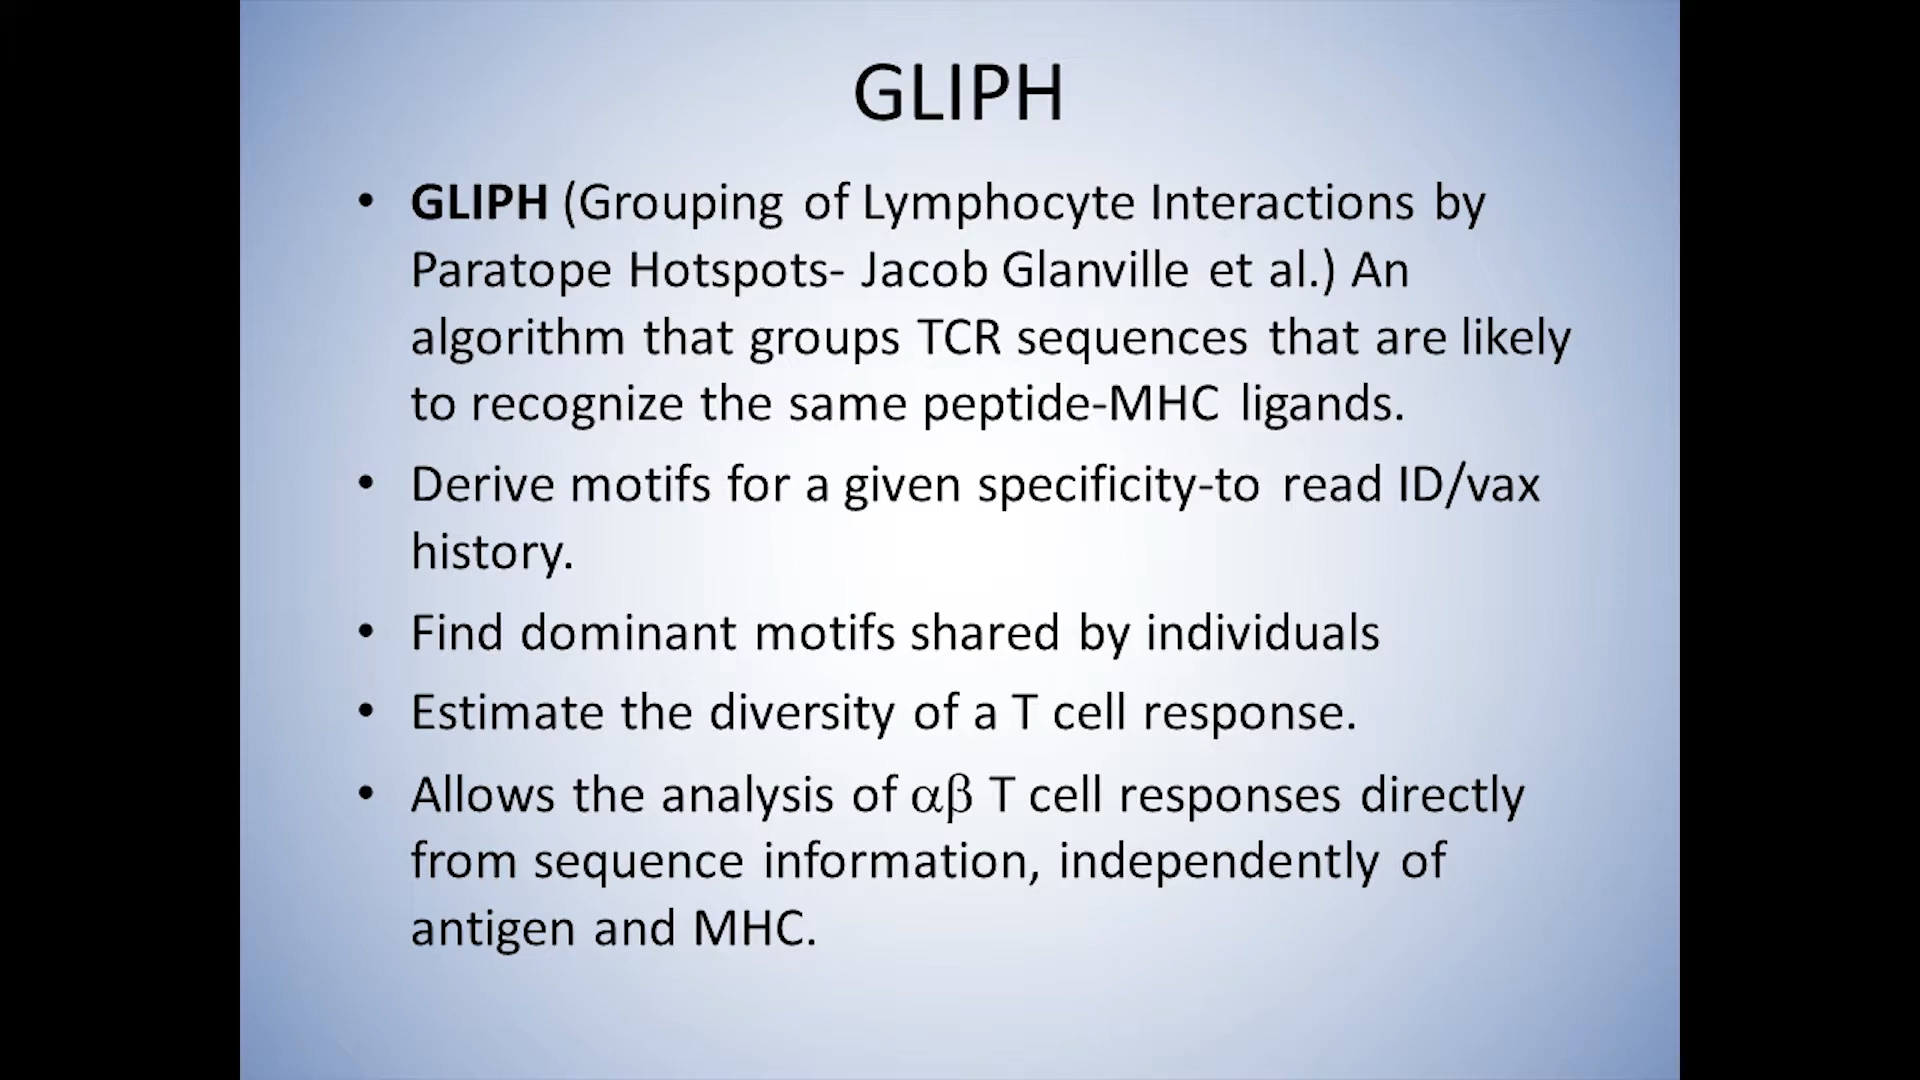 GLIPH
• GLIPH (Grouping of Lymphocyte Interactions by
Paratope Hotspots- Jacob Glanville et al.) An
algorithm that groups TCR sequences that are likely
to recognize the same peptide-MHC ligands.
• Derive motifs for a given specificity-to read ID/vax
history.
• Find dominant motifs shared by individuals
• Estimate the diversity of a T cell response.
• Allows the analysis of αβ T cell responses directly
from sequence information, independently of
antigen and MHC.